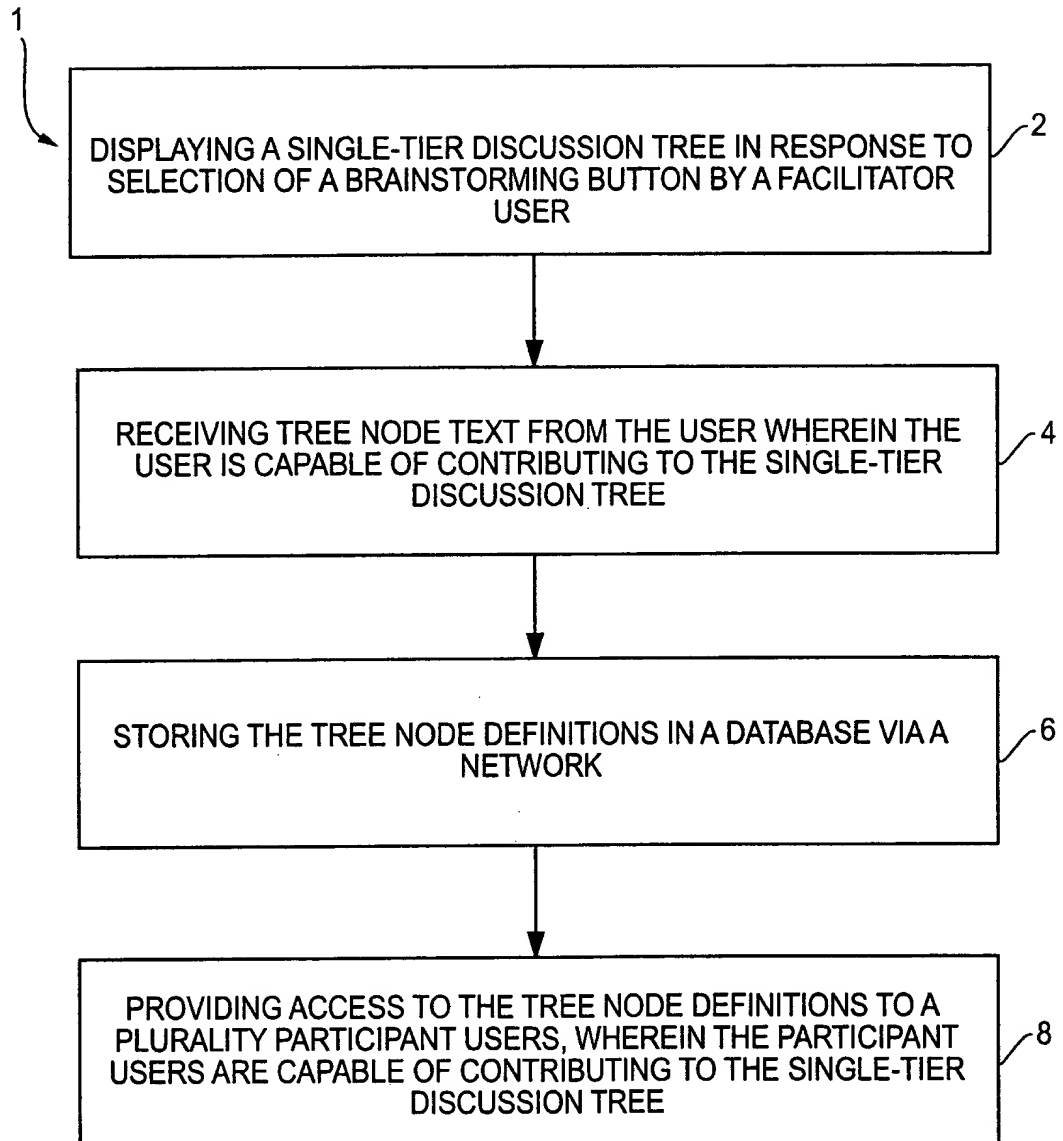 1
DISPLAYING A SINGLE-TIER DISCUSSION TREE IN RESPONSE TO
SELECTION OF A BRAINSTORMING BUTTON BY A FACILITATOR
USER
2
RECEIVING TREE NODE TEXT FROM THE USER WHEREIN THE
USER IS CAPABLE OF CONTRIBUTING TO THE SINGLE-TIER
DISCUSSION TREE
4
STORING THE TREE NODE DEFINITIONS IN A DATABASE VIA A
NETWORK
6
PROVIDING ACCESS TO THE TREE NODE DEFINITIONS TO A
PLURALITY PARTICIPANT USERS, WHEREIN THE PARTICIPANT
USERS ARE CAPABLE OF CONTRIBUTING TO THE SINGLE-TIER
DISCUSSION TREE
8